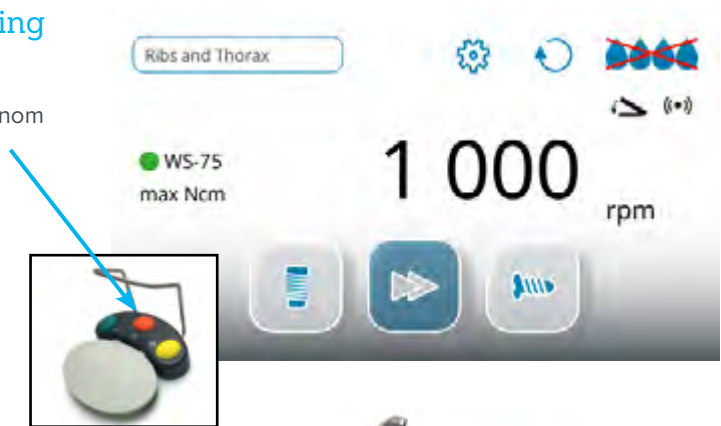 ing
Ribs and Thorax
nom
WS-75
1 000
max Ncm
rpm